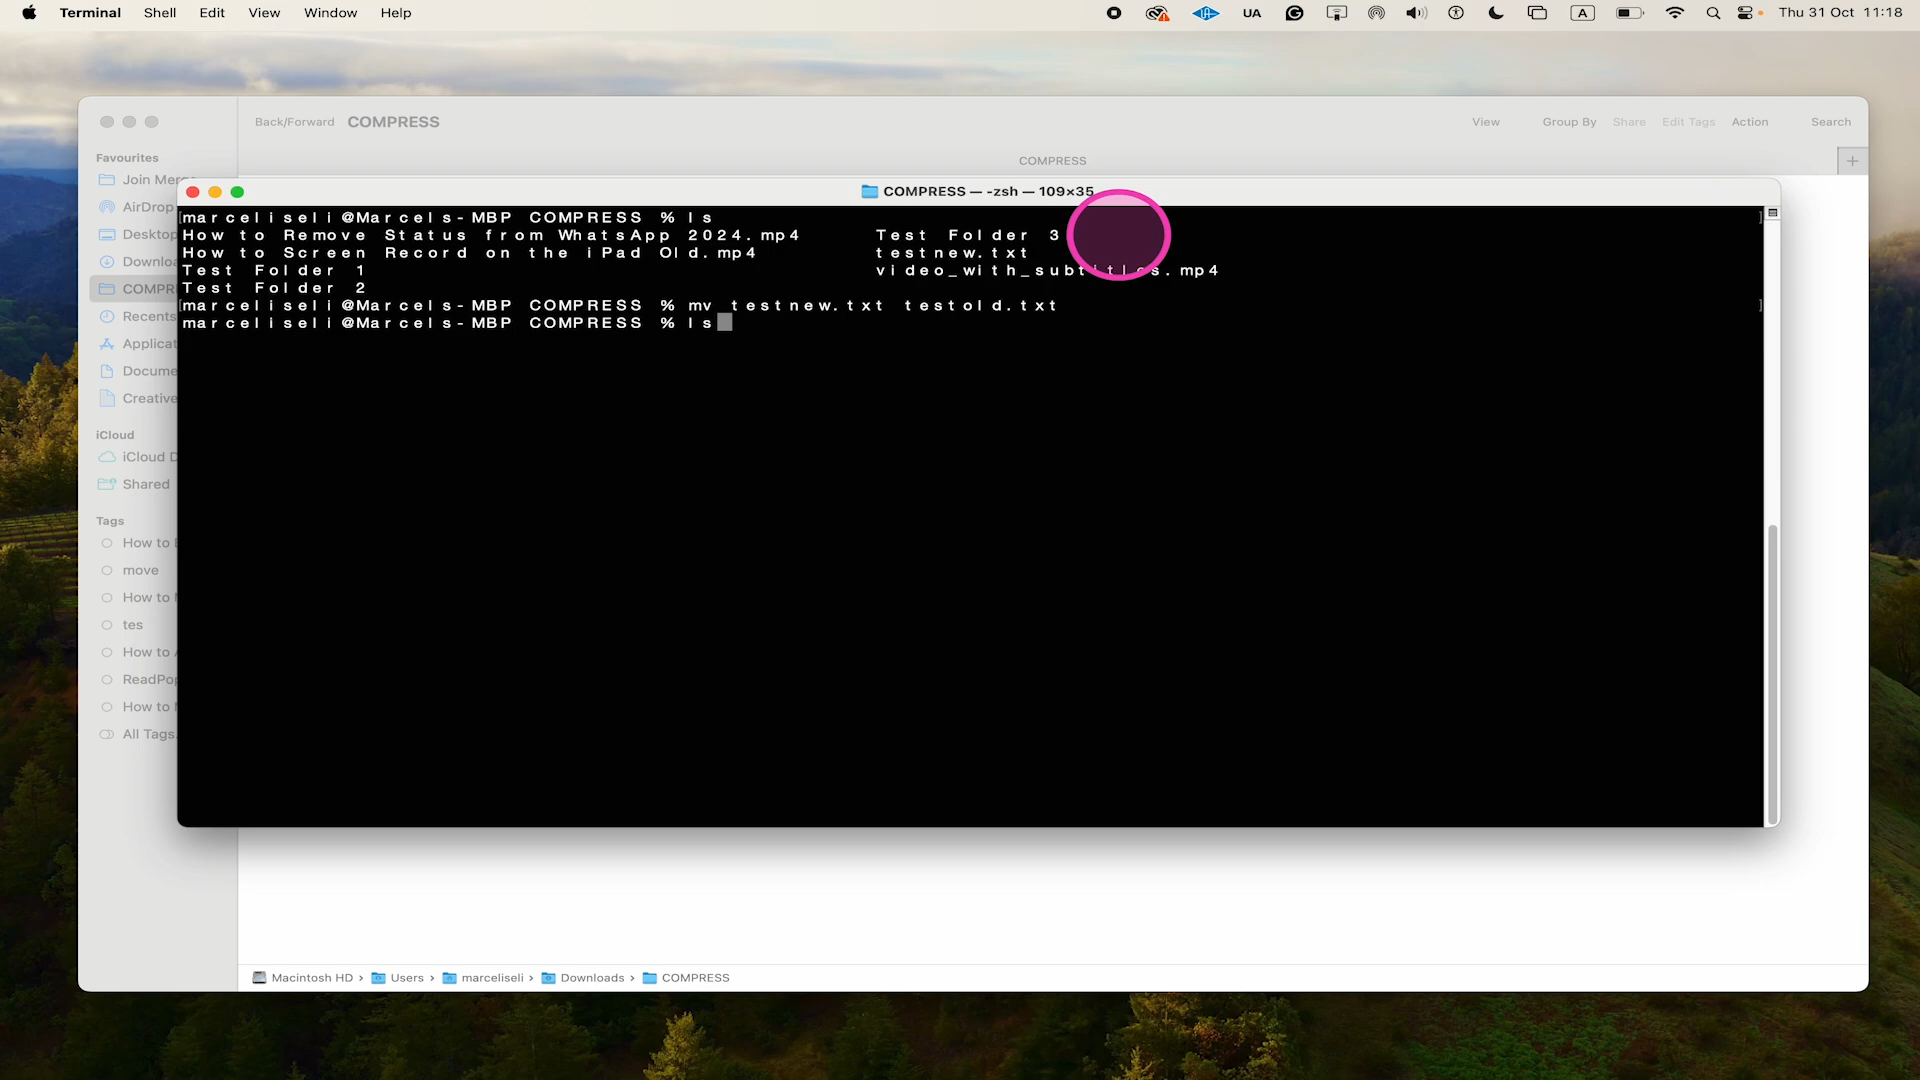 Terminal Shell Edit View Window Help UA A Thu 31 Oct 11:18
Back/Forward COMPRESS View Group By Share Edit Tags Action Search
COMPRESS
Favourites
Join Mer
AirDrop
Desktop
Downlo
COMPR
Recents
Applicat
Docume
Creative
iCloud
iCloud D
Shared
Tags
How to
move
How to
tes
How to
ReadPop
How to
All Tags
COMPRESS — -zsh — 109×35
marceliseli@Marcels-MBP COMPRESS % ls
How to Remove Status from WhatsApp 2024.mp4 Test Folder 3
How to Screen Record on the iPad Old.mp4 testnew.txt
Test Folder 1 video_with_subtitles.mp4
Test Folder 2
marceliseli@Marcels-MBP COMPRESS % mv testnew.txt testold.txt
marceliseli@Marcels-MBP COMPRESS % ls
Macintosh HD › Users › marceliseli › Downloads › COMPRESS